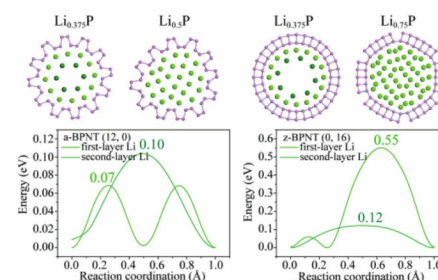 Li0.375P Li0.5P Li0.375P Li0.75P
a-BPNT (12, 0)
first-layer Li
second-layer Li
0.10
0.07
0.12
0.10
0.08
0.06
0.04
0.02
0.00
Energy (eV)
0.0 0.2 0.4 0.6 0.8 1.0
Reaction coordination (Å)
z-BPNT (0, 16)
first-layer Li
second-layer Li
0.55
0.12
0.6
0.5
0.4
0.3
0.2
0.1
0.0
Energy (eV)
0.0 0.2 0.4 0.6 0.8 1.0
Reaction coordination (Å)